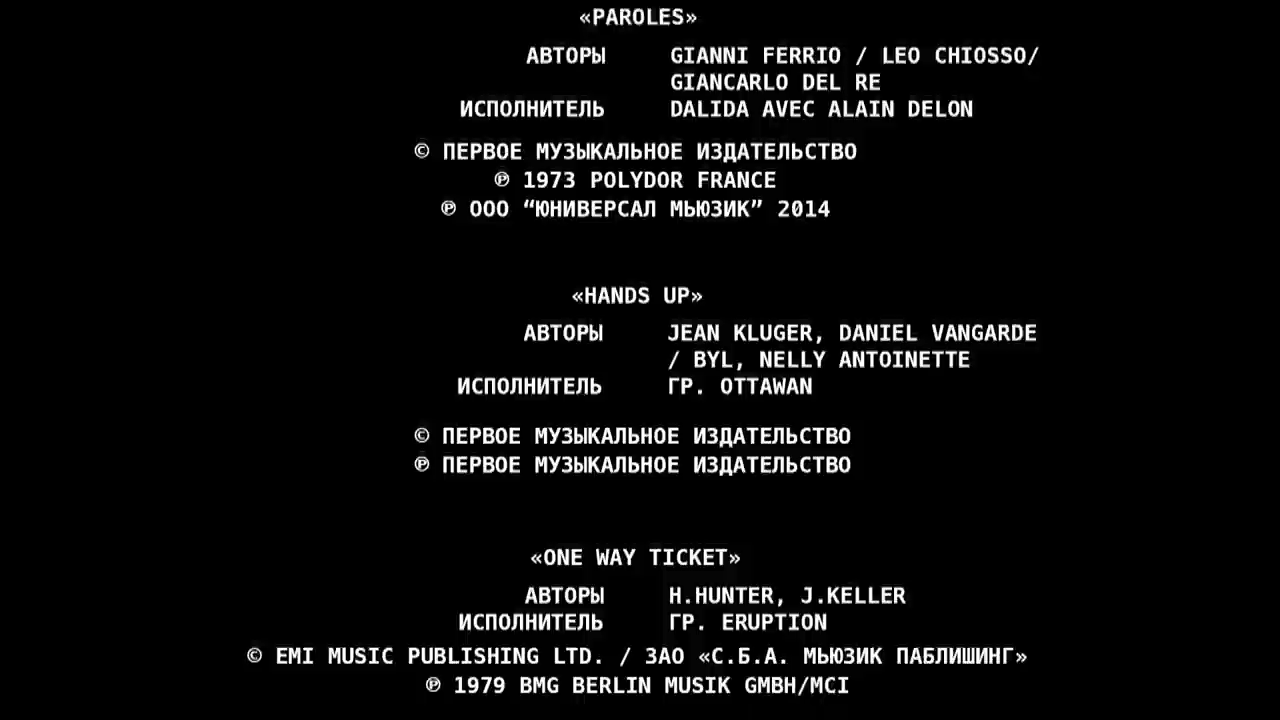 «PAROLES»
АВТОРЫ GIANNI FERRIO / LEO CHIOSSO/
GIANCARLO DEL RE
ИСПОЛНИТЕЛЬ DALIDA AVEC ALAIN DELON
© ПЕРВОЕ МУЗЫКАЛЬНОЕ ИЗДАТЕЛЬСТВО
℗ 1973 POLYDOR FRANCE
℗ ООО “ЮНИВЕРСАЛ МЬЮЗИК” 2014
«HANDS UP»
АВТОРЫ JEAN KLUGER, DANIEL VANGARDE
/ BYL, NELLY ANTOINETTE
ИСПОЛНИТЕЛЬ ГР. OTTAWAN
© ПЕРВОЕ МУЗЫКАЛЬНОЕ ИЗДАТЕЛЬСТВО
℗ ПЕРВОЕ МУЗЫКАЛЬНОЕ ИЗДАТЕЛЬСТВО
«ONE WAY TICKET»
АВТОРЫ H.HUNTER, J.KELLER
ИСПОЛНИТЕЛЬ ГР. ERUPTION
© EMI MUSIC PUBLISHING LTD. / ЗАО «С.Б.А. МЬЮЗИК ПАБЛИШИНГ»
℗ 1979 BMG BERLIN MUSIK GMBH/MCI